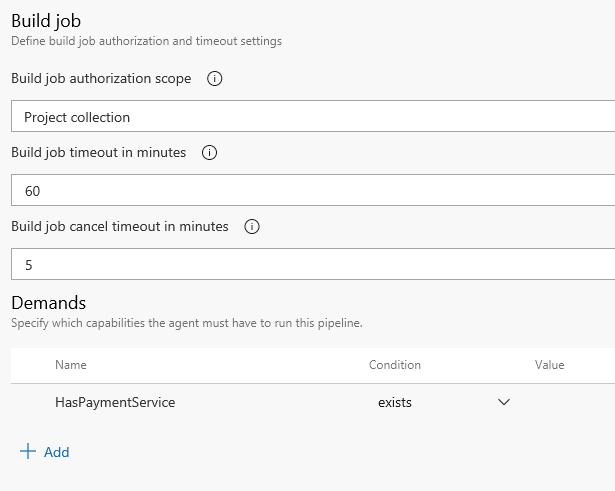 Build job
Define build job authorization and timeout settings
Build job authorization scope
Project collection
Build job timeout in minutes
60
Build job cancel timeout in minutes
5
Demands
Specify which capabilities the agent must have to run this pipeline.
Name Condition Value
HasPaymentService exists
Add